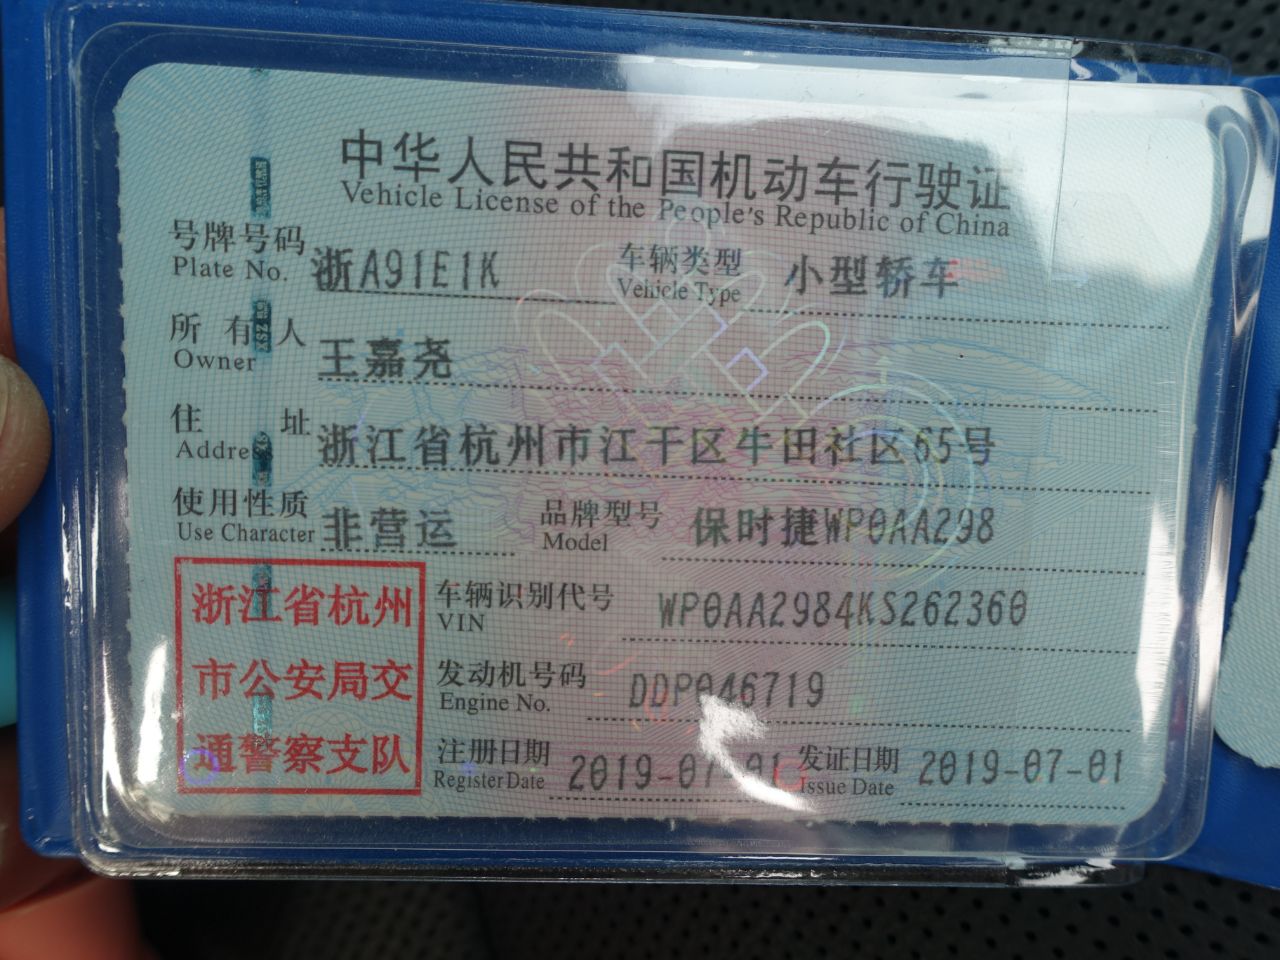 中华人民共和国机动车行驶证
Vehicle License of the People's Republic of China
号牌号码 浙A91E1K 车辆类型 小型轿车
Plate No. Vehicle Type
所有人 王嘉尧
Owner
住址 浙江省杭州市江干区牛田社区65号
Address
使用性质 非营运 品牌型号 保时捷WP0AA298
Use Character Model
浙江省杭州
市公安局交
通警察支队
车辆识别代号 WP0AA2984KS262360
VIN
发动机号码 DDP046719
Engine No.
注册日期 2019-07-01 发证日期 2019-07-01
Register Date Issue Date